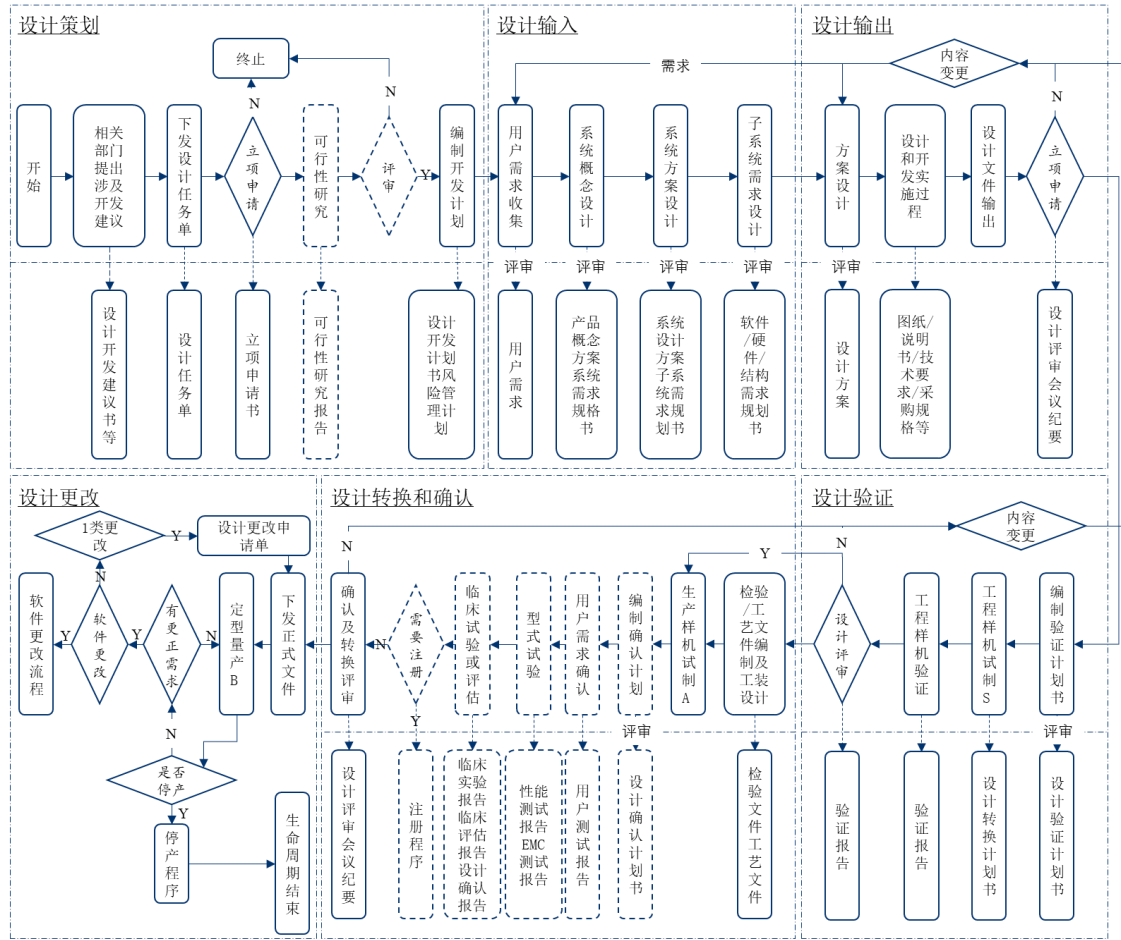 设计策划
终止
N
N
开始
相关
部门
提出
涉及
开发
建议
下发设计任务单
立项申请
可行性研究
评审
Y
编制开发计划
设计开发建议书等
设计任务单
立项申请书
可行性研究报告
设计
开发
计划
书风
险管
理计
划
设计输入
需求
用户需求收集
系统概念设计
系统方案设计
子系统需求设计
评审
评审
评审
评审
用户需求
产品
概念
方案
系统
需求
规格
书
系统
设计
方案
子系
统需
求规
划书
软件
/硬
件/
结构
需求
规划
书
设计输出
内容
变更
N
方案设计
设计
和开
发实
施过
程
设计文件输出
立项申请
评审
设计方案
图纸/
说明
书/技
术要
求/采
购规
格等
设计评审会议纪要
设计更改
1类更
改
Y
设计更改申
请单
N
软件更改流程
Y
软件更改
Y
有更正需求
N
定型量产B
下发正式文件
N
是否
停产
Y
停产程序
生命周期结束
设计转换和确认
N
Y
确认及转换评审
N
需要注册
Y
临床试验或评估
型式试验
用户需求确认
编制确认计划
生产样机试制A
检验
/工
艺文
件编
制及
工装
设计
评审
设计评审会议纪要
注册程序
临床
实验
报告
临床
评估
报告
设计
确认
报告
性能
测试
报告
EMC
测试
报告
用户测试报告
设计确认计划书
检验文件工艺文件
设计验证
内容
变更
N
设计评审
工程样机验证
工程样机试制S
编制验证计划书
评审
验证报告
验证报告
设计转换计划书
设计验证计划书